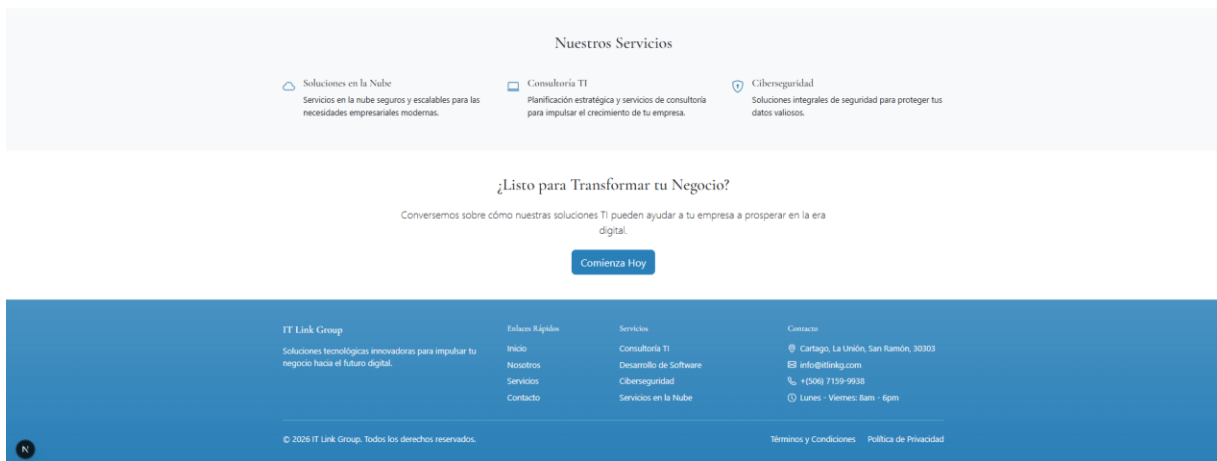 Nuestros Servicios
Soluciones en la Nube
Servicios en la nube seguros y escalables para las
necesidades empresariales modernas.
Consultoría TI
Planificación estratégica y servicios de consultoría
para impulsar el crecimiento de tu empresa.
Ciberseguridad
Soluciones integrales de seguridad para proteger tus
datos valiosos.
¿Listo para Transformar tu Negocio?
Conversemos sobre cómo nuestras soluciones TI pueden ayudar a tu empresa a prosperar en la era
digital.
Comienza Hoy
IT Link Group
Soluciones tecnológicas innovadoras para impulsar tu
negocio hacia el futuro digital.
Enlaces Rápidos
Inicio
Nosotros
Servicios
Contacto
Servicios
Consultoría TI
Desarrollo de Software
Ciberseguridad
Servicios en la Nube
Contacto
Cartago, La Unión, San Ramón, 30303
info@itlinkg.com
+(506) 7159-9938
Lunes - Viernes: 8am - 6pm
© 2026 IT Link Group. Todos los derechos reservados.
Términos y Condiciones Política de Privacidad
N